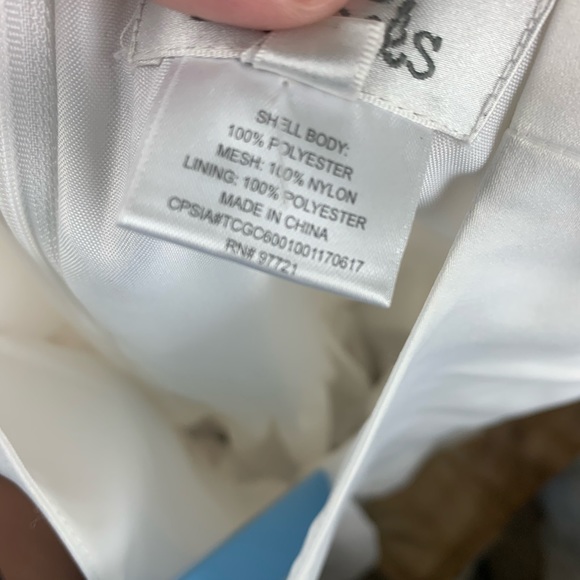 SHELL BODY:
100% POLYESTER
MESH: 100% NYLON
LINING: 100% POLYESTER
MADE IN CHINA
CPSIA#TCGC6001001170617
RN# 97721